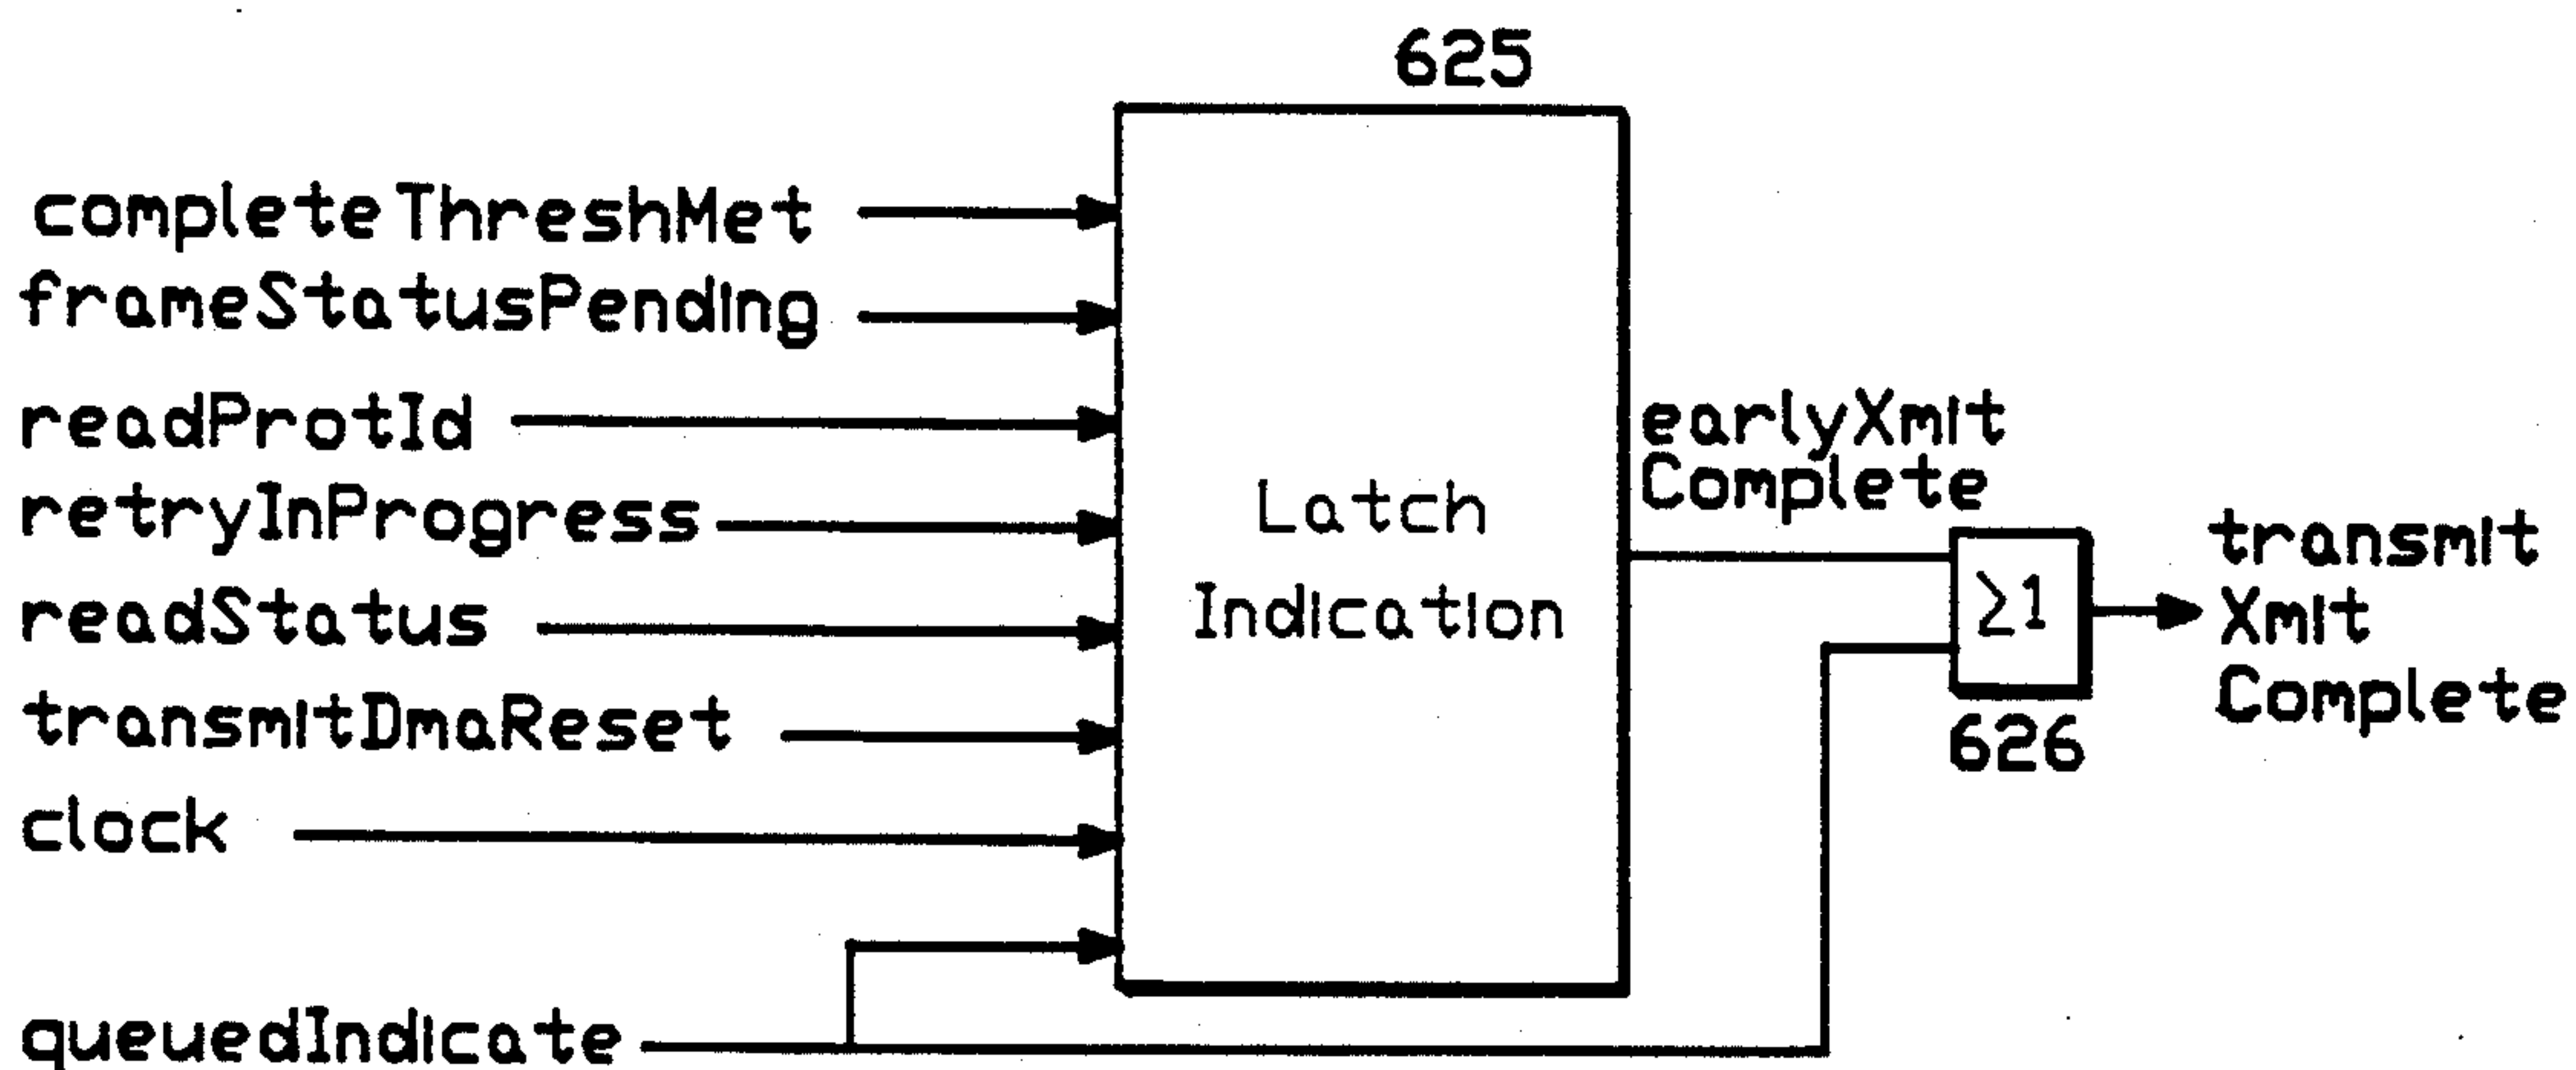 625
completeThreshMet
frameStatusPending
readProtId
retryInProgress
readStatus
transmitDmaReset
clock
queuedIndicate
Latch
Indication
earlyXmit
Complete
≥1
626
transmit
Xmit
Complete